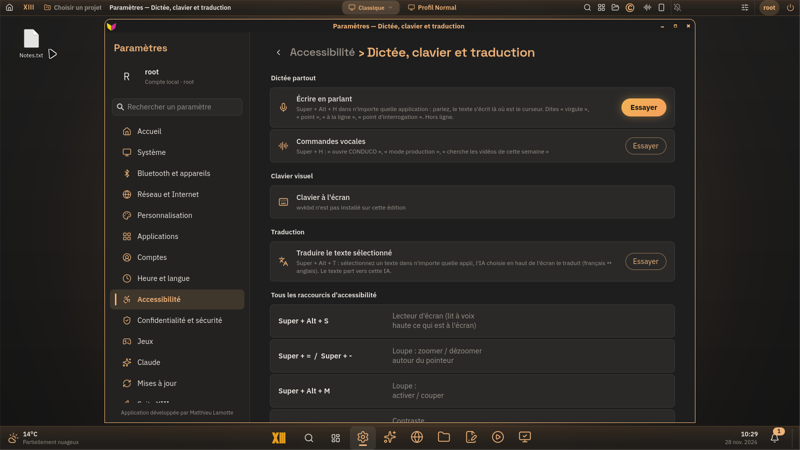 XIII
Choisir un projet
Paramètres — Dictée, clavier et traduction
Classique
Profil Normal
root
Notes.txt
Paramètres — Dictée, clavier et traduction
Paramètres
R
root
Compte local · root
Rechercher un paramètre
Accueil
Système
Bluetooth et appareils
Réseau et Internet
Personnalisation
Applications
Comptes
Heure et langue
Accessibilité
Confidentialité et sécurité
Jeux
Claude
Mises à jour
Application développée par Matthieu Lamotte
Accessibilité > Dictée, clavier et traduction
Dictée partout
Écrire en parlant
Super + Alt + H dans n'importe quelle application : parlez, le texte s'écrit là où est le curseur. Dites « virgule »,
« point », « à la ligne », « point d'interrogation ». Hors ligne.
Essayer
Commandes vocales
Super + H : « ouvre CONDUCO », « mode production », « cherche les vidéos de cette semaine »
Essayer
Clavier visuel
Clavier à l'écran
wvkbd n'est pas installé sur cette édition
Traduction
Traduire le texte sélectionné
Super + Alt + T : sélectionnez un texte dans n'importe quelle appli, l'IA choisie en haut de l'écran le traduit (français ↔
anglais). Le texte part vers cette IA.
Essayer
Tous les raccourcis d'accessibilité
Super + Alt + S
Lecteur d'écran (lit à voix
haute ce qui est à l'écran)
Super + = / Super + -
Loupe : zoomer / dézoomer
autour du pointeur
Super + Alt + M
Loupe :
activer / couper
Contraste
14°C
Partiellement nuageux
XIII
10:29
28 nov. 2026
1